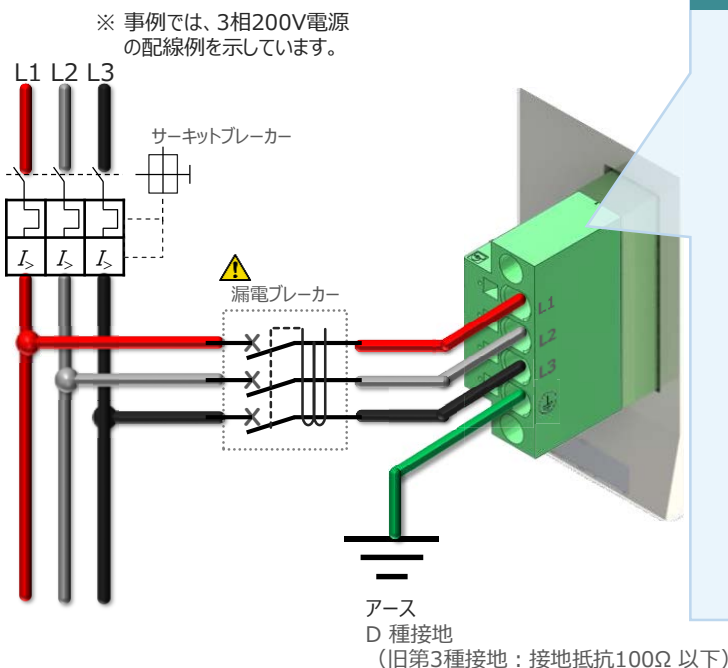 ※ 事例では、3相200V電源
の配線例を示しています。
L1 L2 L3
サーキットブレーカー
I> I> I>
漏電ブレーカー
L1
L2
L3
アース
D 種接地
（旧第3種接地：接地抵抗100Ω 以下）